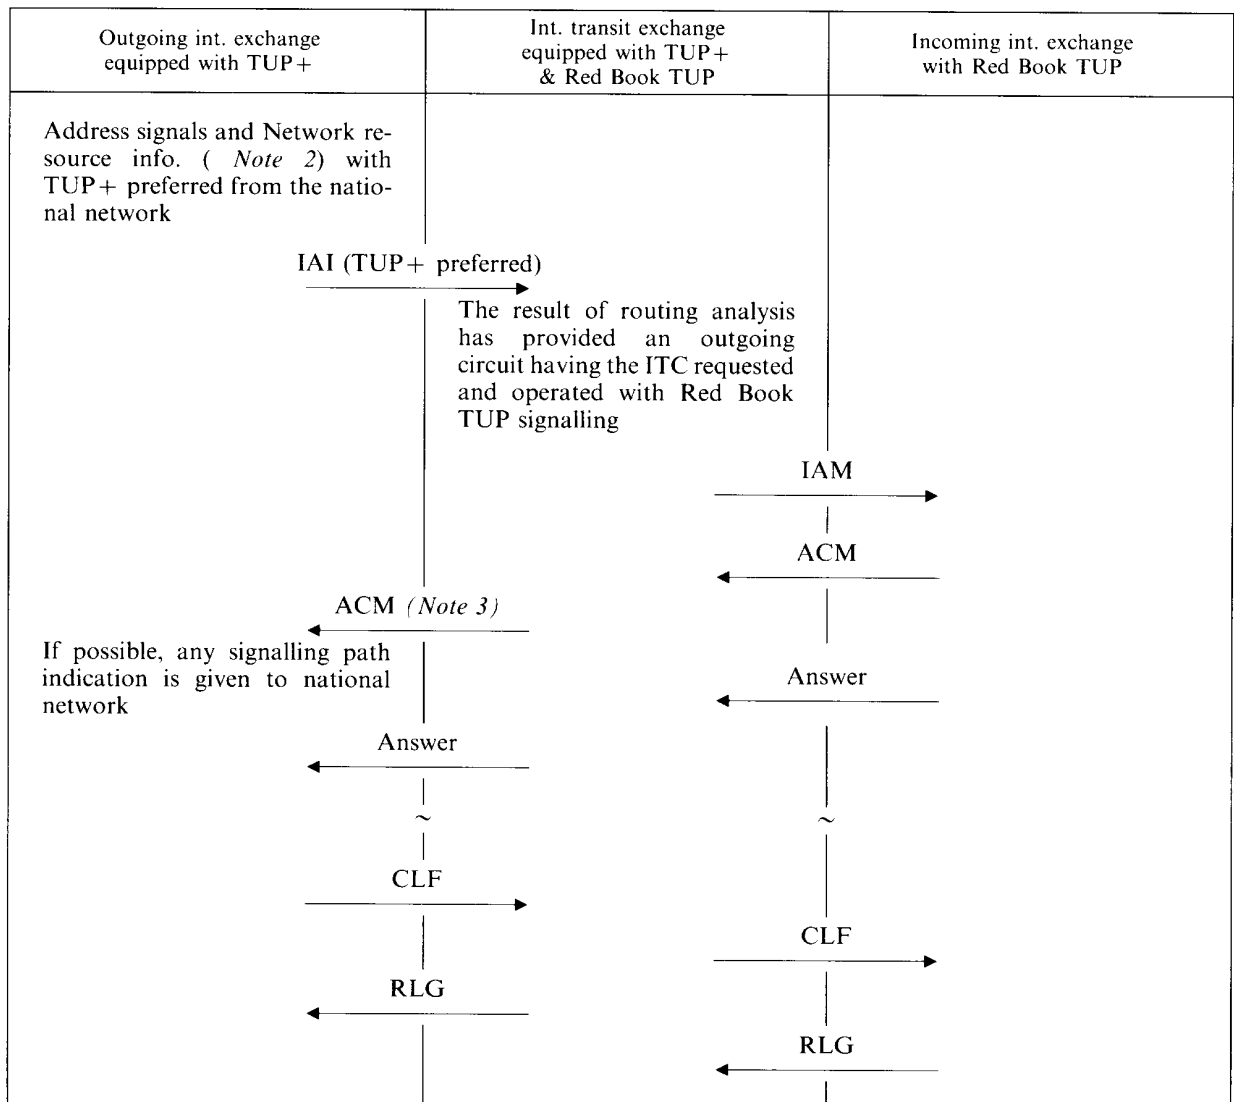 Outgoing int. exchange
equipped with TUP+
Int. transit exchange
equipped with TUP+
& Red Book TUP
Incoming int. exchange
with Red Book TUP
Address signals and Network re-
source info. ( Note 2) with
TUP+ preferred from the natio-
nal network
IAI (TUP+ preferred)
The result of routing analysis
has provided an outgoing
circuit having the ITC requested
and operated with Red Book
TUP signalling
IAM
ACM
ACM (Note 3)
If possible, any signalling path
indication is given to national
network
Answer
Answer
~
~
CLF
CLF
RLG
RLG